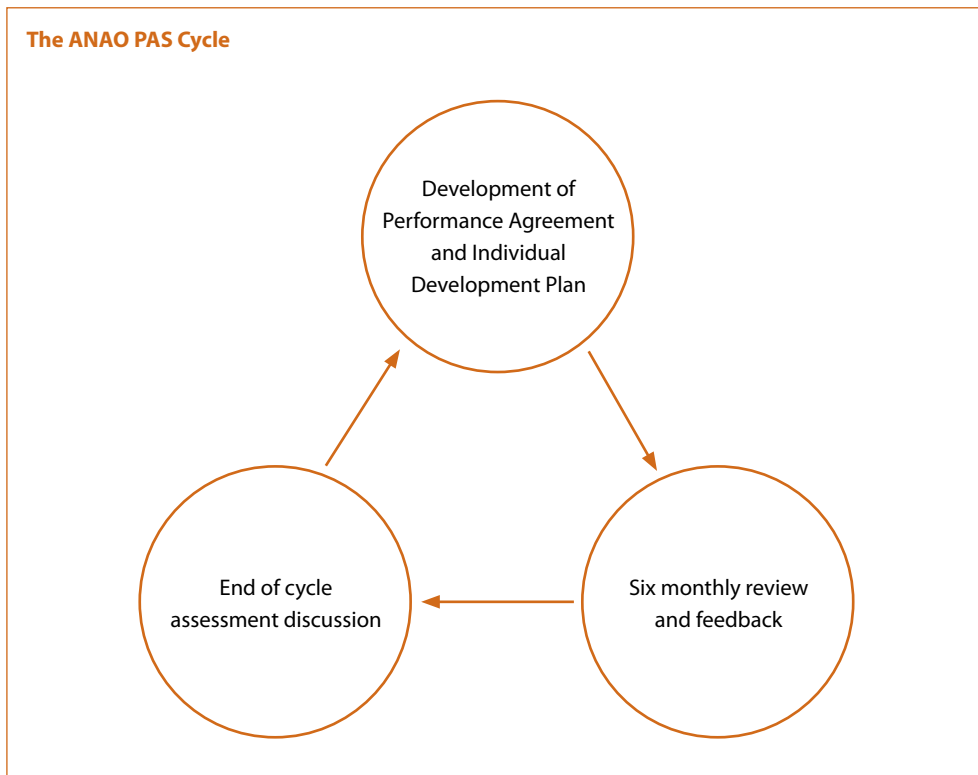 The ANAO PAS Cycle
Development of
Performance Agreement
and Individual
Development Plan
End of cycle
assessment discussion
Six monthly review
and feedback